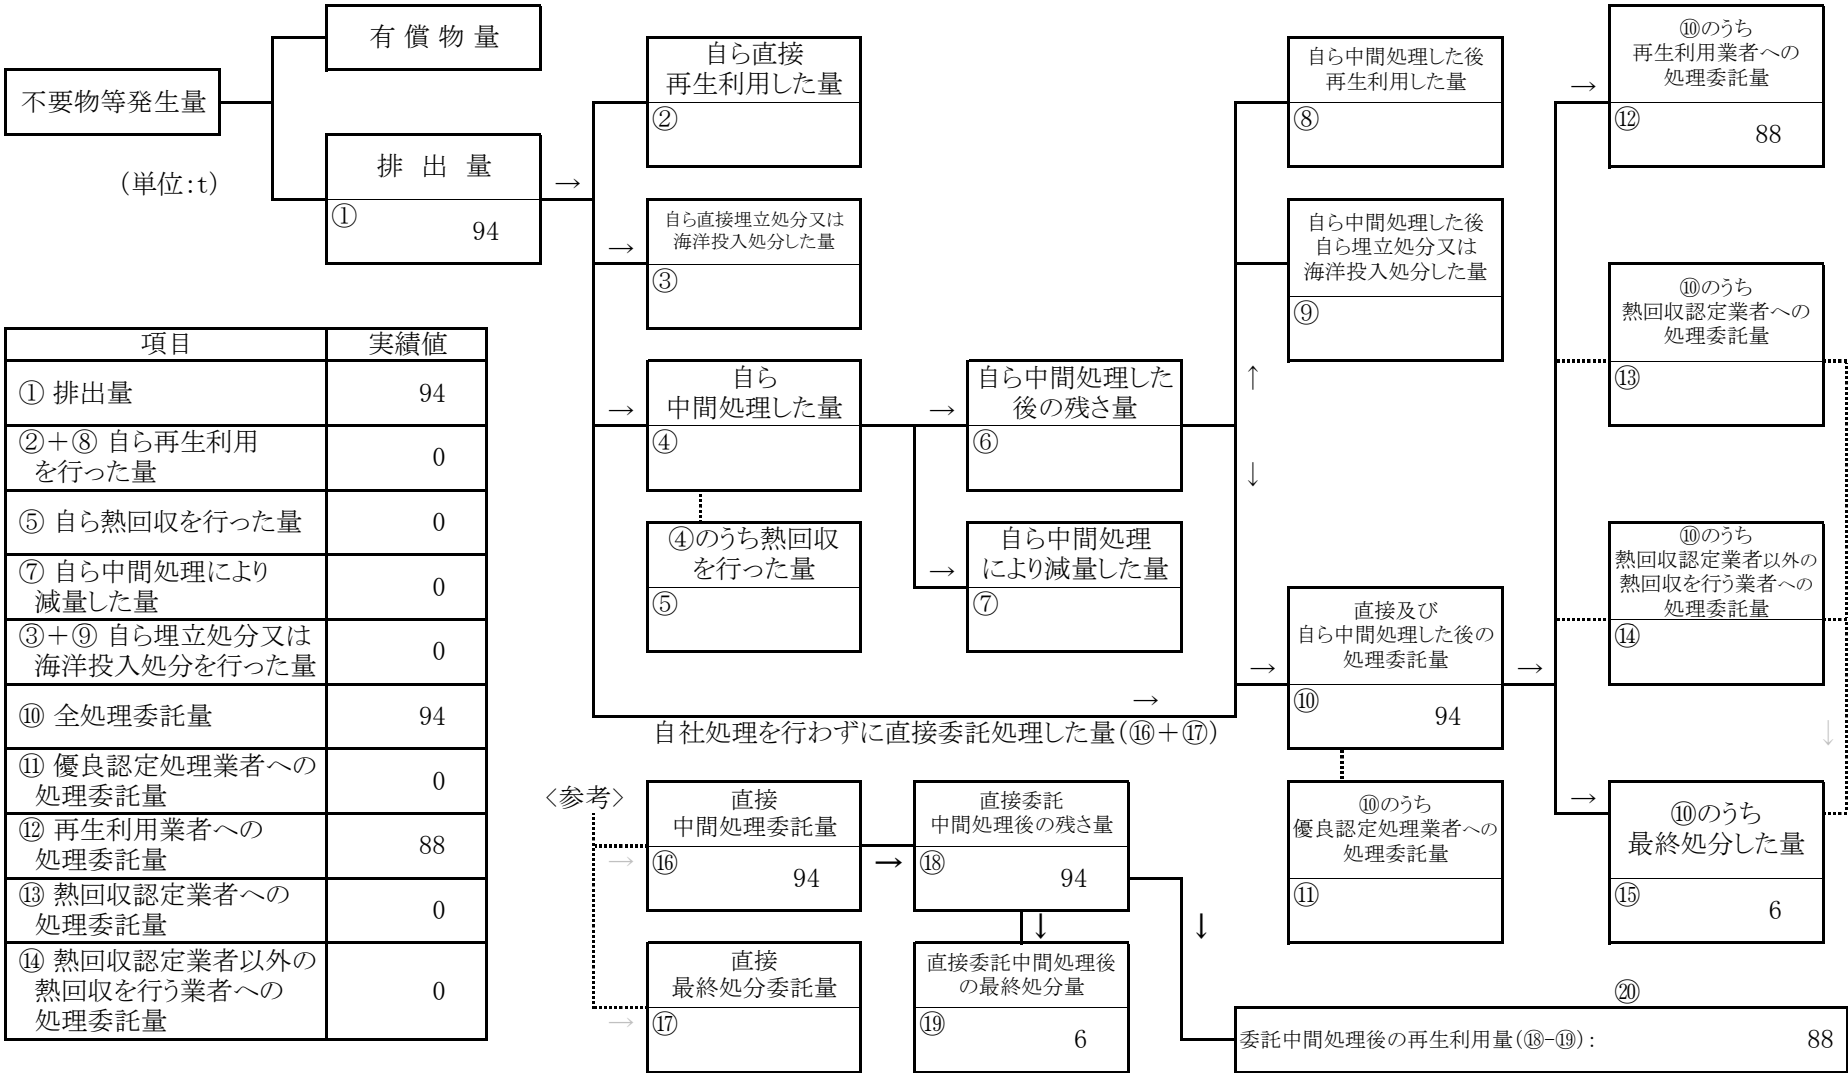 有償物量
不要物等発生量
(単位:t)
排出量
①
94
→
自ら直接
再生利用した量
②
→
自ら直接埋立処分又は
海洋投入処分した量
③
→
自ら
中間処理した量
④
④のうち熱回収
を行った量
⑤
→
自ら中間処理した
後の残さ量
⑥
→
自ら中間処理
により減量した量
⑦
↑
↓
自ら中間処理した後
再生利用した量
⑧
自ら中間処理した後
自ら埋立処分又は
海洋投入処分した量
⑨
→
自社処理を行わずに直接委託処理した量(⑯+⑰)
→
直接及び
自ら中間処理した後の
処理委託量
⑩
94
→
⑩のうち
優良認定処理業者への
処理委託量
⑪
→
⑩のうち
再生利用業者への
処理委託量
⑫
88
⑩のうち
熱回収認定業者への
処理委託量
⑬
⑩のうち
熱回収認定業者以外の
熱回収を行う業者への
処理委託量
⑭
↓
→
⑩のうち
最終処分した量
⑮
6
項目 実績値
① 排出量 94
②+⑧ 自ら再生利用
を行った量 0
⑤ 自ら熱回収を行った量 0
⑦ 自ら中間処理により
減量した量 0
③+⑨ 自ら埋立処分又は
海洋投入処分を行った量 0
⑩ 全処理委託量 94
⑪ 優良認定処理業者への
処理委託量 0
⑫ 再生利用業者への
処理委託量 88
⑬ 熱回収認定業者への
処理委託量 0
⑭ 熱回収認定業者以外の
熱回収を行う業者への
処理委託量 0
〈参考〉
→
直接
中間処理委託量
⑯
94
→
直接委託
中間処理後の残さ量
⑱
94
↓
↓
→
直接
最終処分委託量
⑰
直接委託中間処理後
の最終処分量
⑲
6
⑳
委託中間処理後の再生利用量(⑱-⑲): 88